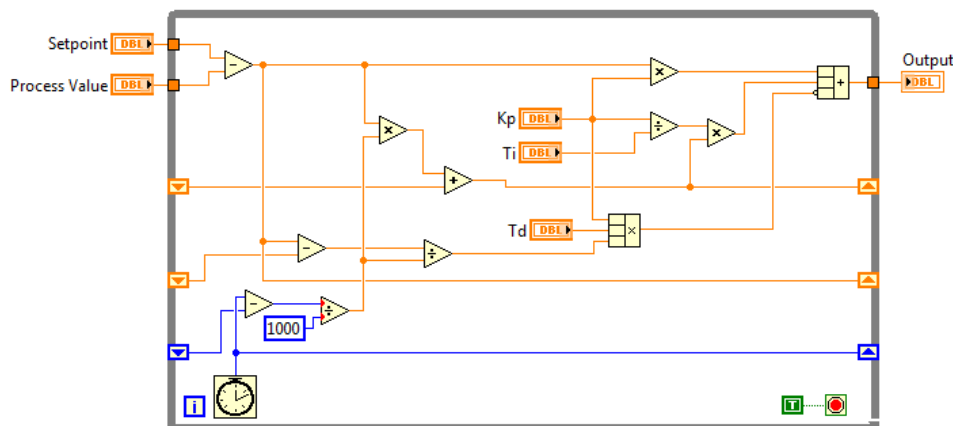 Setpoint DBL
Process Value DBL
Output
DBL
Kp DBL
Ti DBL
Td DBL
1000
i
T